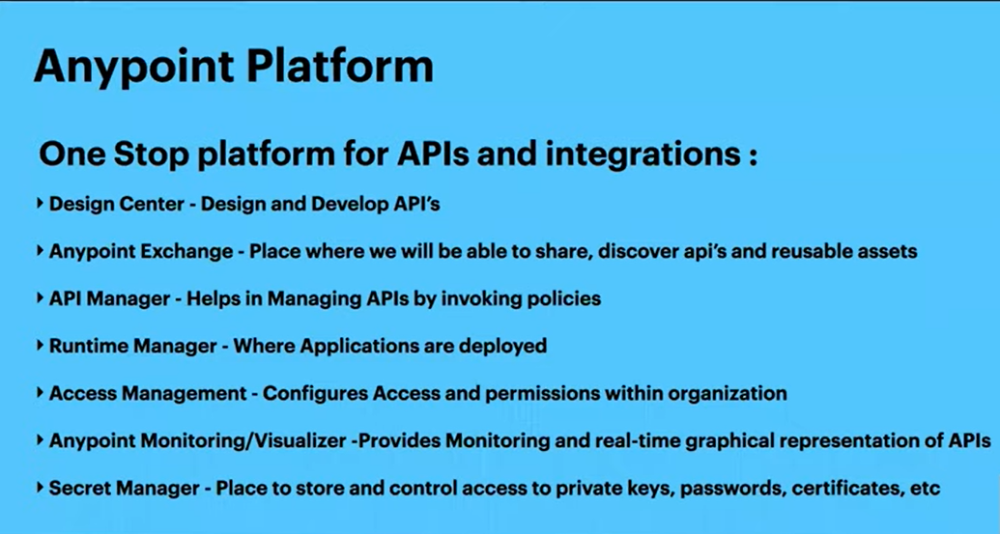 Anypoint Platform
One Stop platform for APIs and integrations :
Design Center - Design and Develop API's
Anypoint Exchange - Place where we will be able to share, discover api's and reusable assets
API Manager - Helps in Managing APIs by invoking policies
Runtime Manager - Where Applications are deployed
Access Management - Configures Access and permissions within organization
Anypoint Monitoring/Visualizer -Provides Monitoring and real-time graphical representation of APIs
Secret Manager - Place to store and control access to private keys, passwords, certificates, etc